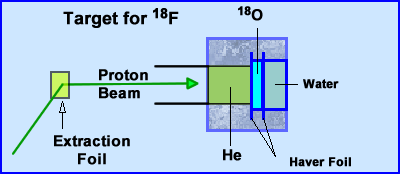 Target for ¹⁸F
¹⁸O
Proton
Beam
Water
Extraction
Foil
He
Haver Foil